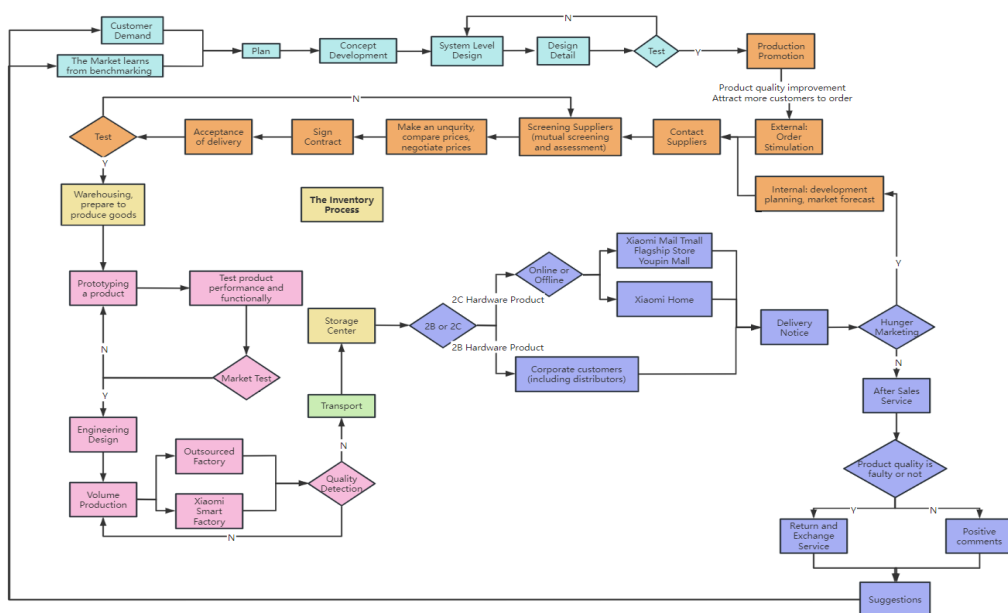 N
Customer
Demand
The Market learns
from benchmarking
Plan
Concept
Development
System Level
Design
Design
Detail
Test
Y
Production
Promotion
Product quality improvement
Attract more customers to order
N
Test
Acceptance
of delivery
Sign
Contract
Make an unqurity,
compare prices,
negotiate prices
Screening Suppliers
(mutual screening
and assessment)
Contact
Suppliers
External:
Order
Stimulation
Y
Warehousing,
prepare to
produce goods
The Inventory
Process
Internal: development
planning, market forecast
Y
Prototyping
a product
Test product
performance and
functionally
N
Market Test
Y
Storage
Center
2B or 2C
2C Hardware Product
2B Hardware Product
Online or
Offline
Xiaomi Mail Tmall
Flagship Store
Youpin Mall
Xiaomi Home
Corporate customers
(including distributors)
Delivery
Notice
Hunger
Marketing
N
After Sales
Service
Transport
N
Engineering
Design
Volume
Production
Outsourced
Factory
Xiaomi
Smart
Factory
Quality
Detection
N
Product quality is
faulty or not
Y
N
Return and
Exchange
Service
Positive
comments
Suggestions